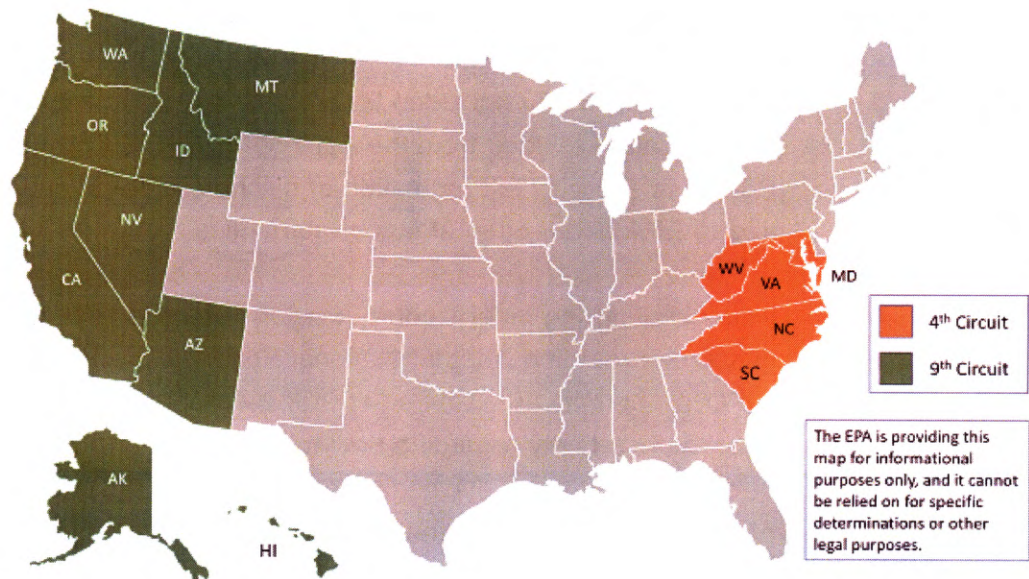 WA
MT
OR
ID
NV
CA
AZ
WV
VA
MD
NC
SC
4th Circuit
9th Circuit
AK
HI
The EPA is providing this
map for informational
purposes only, and it cannot
be relied on for specific
determinations or other
legal purposes.